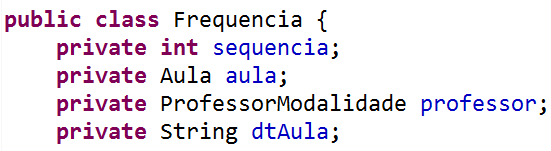 public class Frequencia {
private int sequencia;
private Aula aula;
private ProfessorModalidade professor;
private String dtAula;